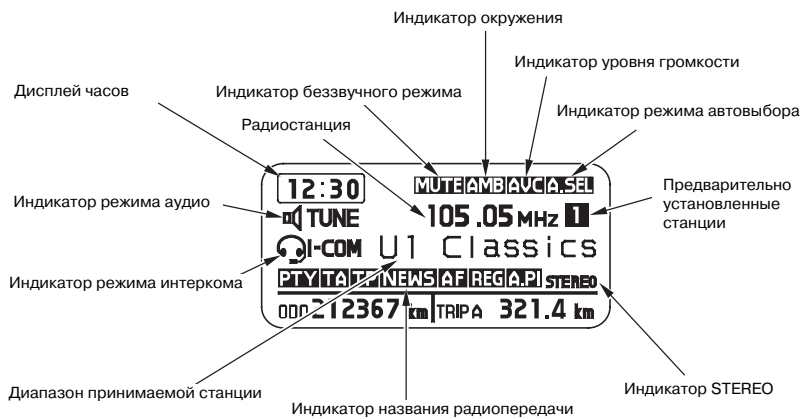 Индикатор окружения
Индикатор уровня громкости
Дисплей часов
Индикатор беззвучного режима
Индикатор режима автовыбора
Радиостанция
Предварительно
установленные
станции
Индикатор режима аудио
Индикатор режима интеркома
12:30 MUTE AMB AVC A.SEL
TUNE 105.05 MHz 1
I-COM U1 Classics
PTY TA TP NEWS AF REG A.PI STEREO
ODO 212367 km TRIP A 321.4 km
Диапазон принимаемой станции
Индикатор STEREO
Индикатор названия радиопередачи